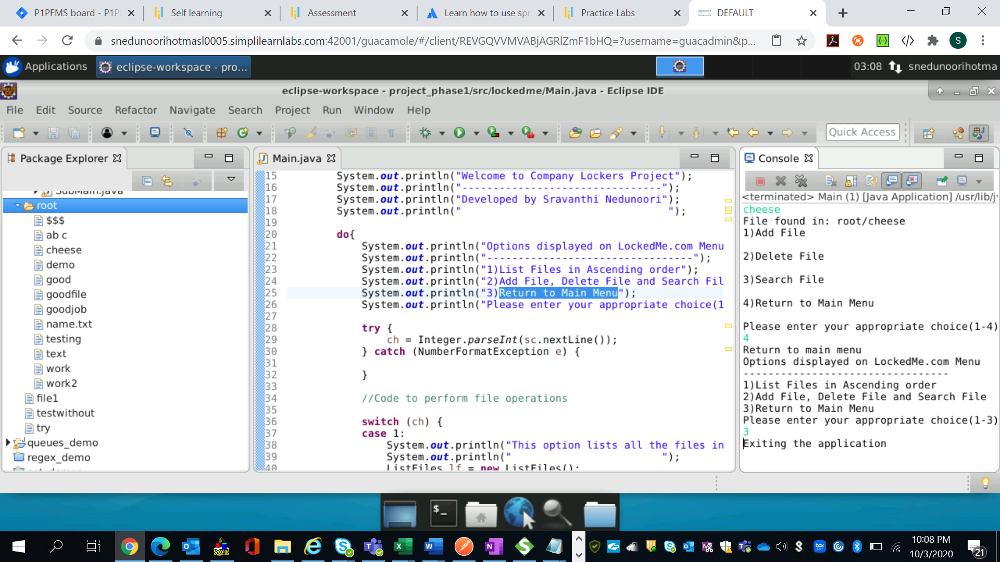 P1PFMS board - P1P
Self learning
Assessment
Learn how to use spr
Practice Labs
DEFAULT
snedunoorihotmasl0005.simplilearnlabs.com:42001/guacamole/#/client/REVGQVVMVABjAGRlZmF1bHQ=?username=guacadmin&p...
S
Applications
eclipse-workspace - pro...
03:08
snedunoorihotma
eclipse-workspace - project_phase1/src/lockedme/Main.java - Eclipse IDE
File Edit Source Refactor Navigate Search Project Run Window Help
Quick Access
Package Explorer
SubMain.java
root
$$$
ab c
cheese
demo
good
goodfile
goodjob
name.txt
testing
text
work
work2
file1
testwithout
try
queues_demo
regex_demo
Main.java
15 System.out.println("Welcome to Company Lockers Project");
16 System.out.println("--------------------------------");
17 System.out.println("Developed by Sravanthi Nedunoori");
18 System.out.println("                                 ");
19
20 do{
21 System.out.println("Options displayed on LockedMe.com Menu
22 System.out.println("---------------------------------");
23 System.out.println("1)List Files in Ascending order");
24 System.out.println("2)Add File, Delete File and Search Fil
25 System.out.println("3)Return to Main Menu");
26 System.out.println("Please enter your appropriate choice(1
27
28 try {
29 ch = Integer.parseInt(sc.nextLine());
30 } catch (NumberFormatException e) {
31
32 }
33
34 //Code to perform file operations
35
36 switch (ch) {
37 case 1:
38 System.out.println("This option lists all the files in
39 System.out.println("                        ");
40 ListFiles lf = new ListFiles();
Console
<terminated> Main (1) [Java Application] /usr/lib/j
cheese
File found in: root/cheese
1)Add File
2)Delete File
3)Search File
4)Return to Main Menu
Please enter your appropriate choice(1-4)
4
Return to main menu
Options displayed on LockedMe.com Menu
---------------------------------
1)List Files in Ascending order
2)Add File, Delete File and Search File
3)Return to Main Menu
Please enter your appropriate choice(1-3)
3
Exiting the application
10:08 PM
10/3/2020
21